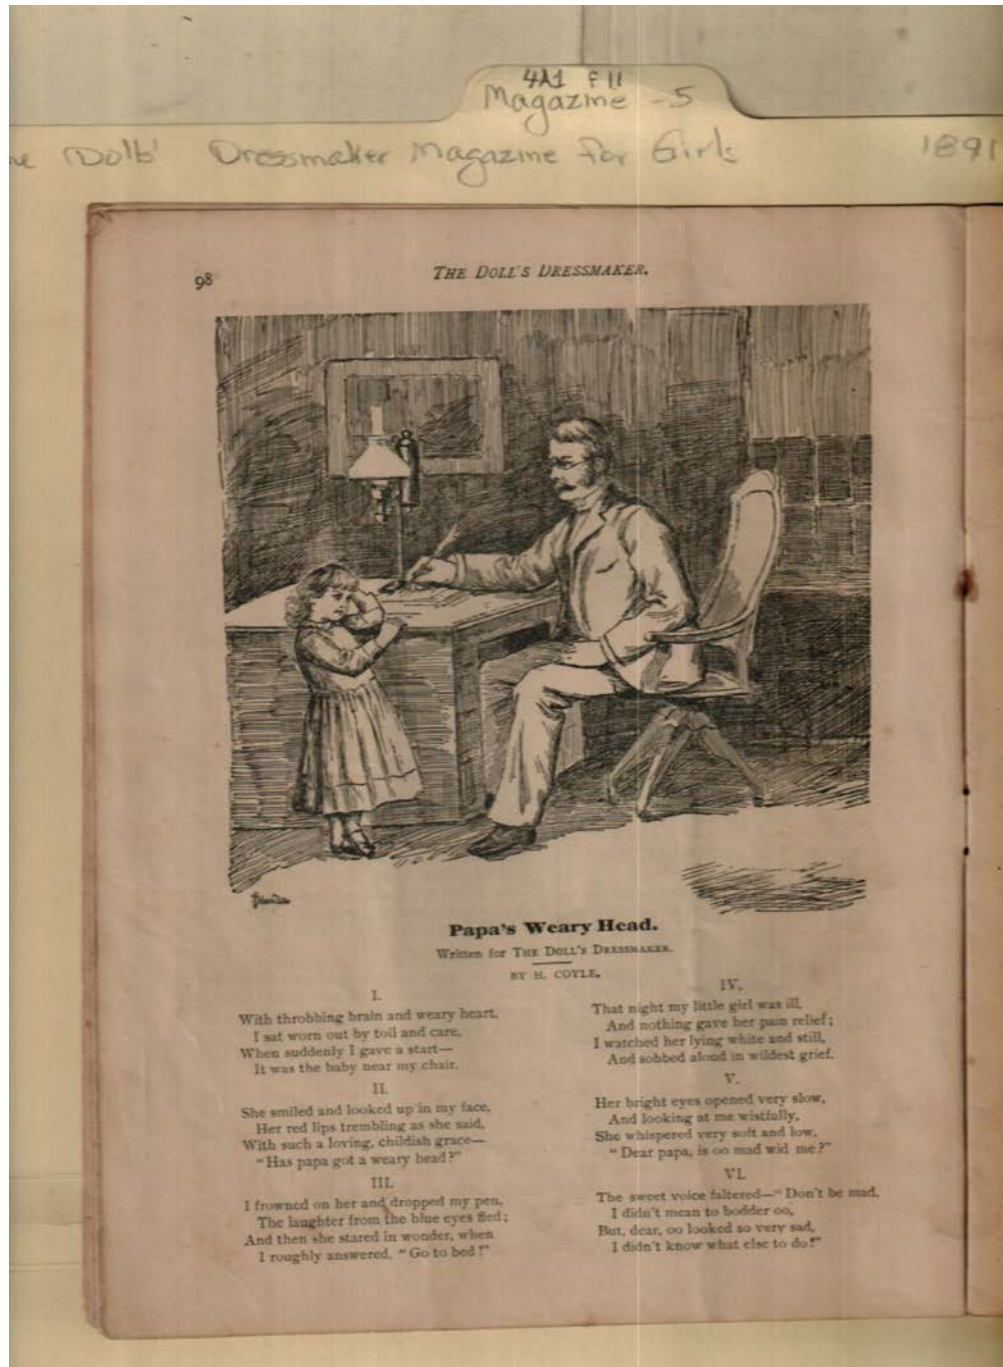 4A1 f 11
Magazine - 5
Dolls' Dressmaker Magazine for Girls 1891
98
THE DOLL'S DRESSMAKER.
Papa's Weary Head.
Written for THE DOLL'S DRESSMAKER.
BY H. COYLE.
I.
With throbbing brain and weary heart,
I sat worn out by toil and care,
When suddenly I gave a start—
It was the baby near my chair.
II.
She smiled and looked up in my face,
Her red lips trembling as she said,
With such a loving, childish grace—
"Has papa got a weary head?"
III.
I frowned on her and dropped my pen,
The laughter from the blue eyes fled;
And then she stared in wonder, when
I roughly answered, "Go to bed!"
IV.
That night my little girl was ill,
And nothing gave her pain relief;
I watched her lying white and still,
And sobbed aloud in wildest grief.
V.
Her bright eyes opened very slow,
And looking at me wistfully,
She whispered very soft and low,
"Dear papa, is oo mad wid me?"
VI.
The sweet voice faltered—"Don't be mad,
I didn't mean to bodder oo,
But, dear, oo looked so very sad,
I didn't know what else to do!"